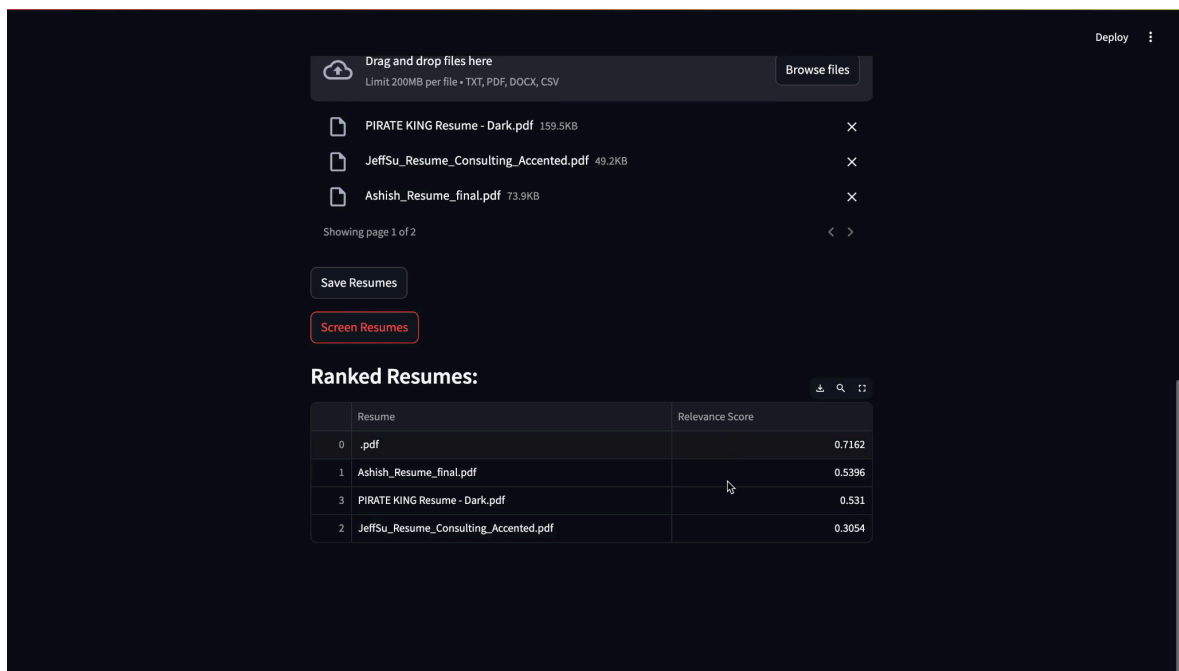 Deploy
Drag and drop files here
Browse files
Limit 200MB per file • TXT, PDF, DOCX, CSV
PIRATE KING Resume - Dark.pdf 159.5KB
JeffSu_Resume_Consulting_Accented.pdf 49.2KB
Ashish_Resume_final.pdf 73.9KB
Showing page 1 of 2
Save Resumes
Screen Resumes
Ranked Resumes:
Resume Relevance Score
0 .pdf 0.7162
1 Ashish_Resume_final.pdf 0.5396
3 PIRATE KING Resume - Dark.pdf 0.531
2 JeffSu_Resume_Consulting_Accented.pdf 0.3054